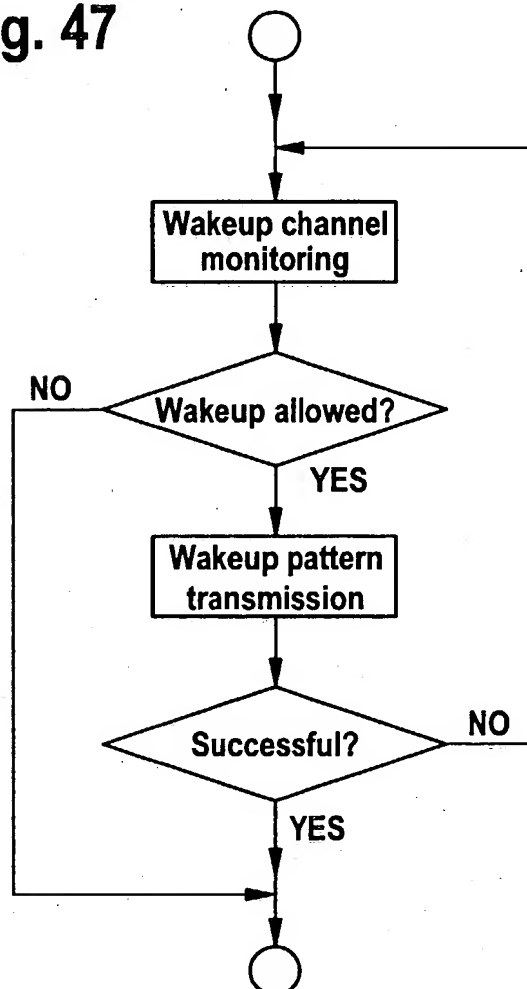 g. 47
Wakeup channel
monitoring
NO
Wakeup allowed?
YES
Wakeup pattern
transmission
Successful?
NO
YES